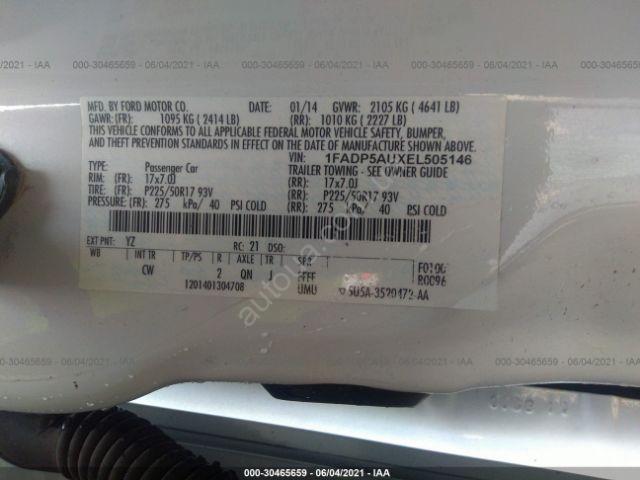 000-30465659 - 06/04/2021 - IAA
MFD. BY FORD MOTOR CO. DATE: 01/14 GVWR: 2105 KG ( 4641 LB)
GAWR: (FR): 1095 KG ( 2414 LB) (RR): 1010 KG ( 2227 LB)
THIS VEHICLE CONFORMS TO ALL APPLICABLE FEDERAL MOTOR VEHICLE SAFETY, BUMPER,
AND THEFT PREVENTION STANDARDS IN EFFECT ON THE DATE OF MANUFACTURE SHOWN ABOVE.
VIN: 1FADP5AUXEL505146
TYPE: Passenger Car TRAILER TOWING - SEE OWNER GUIDE
RIM: (FR): 17x7.0J (RR): 17x7.0J
TIRE: (FR): P225/50R17 93V (RR): P225/50R17 93V
PRESSURE: (FR): 275 kPa/ 40 PSI COLD (RR): 275 kPa/ 40 PSI COLD
EXT PNT: YZ RC: 21 DSO:
WB INT TR TP/PS R AXLE TR SPR
CW 2 QN J FFFF
1201401304708 UMU
000-30465659 - 06/04/2021 - IAA